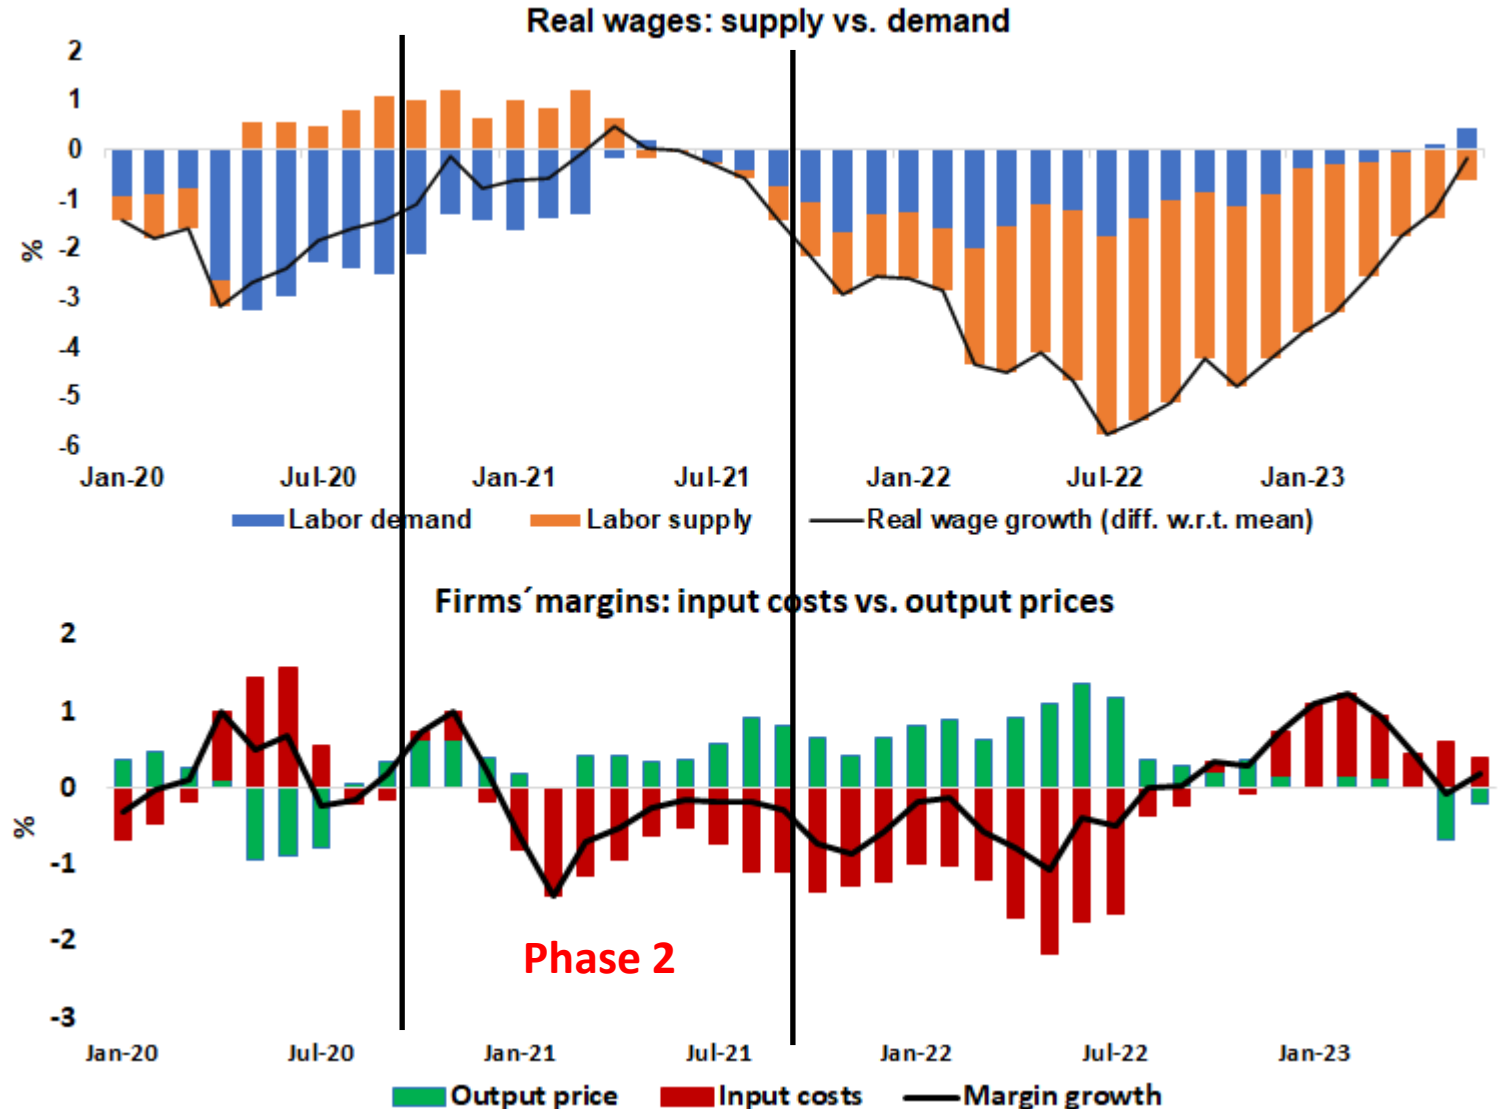 Real wages: supply vs. demand
2
1
0
-1
-2
-3
-4
-5
-6
%
Jan-20 Jul-20 Jan-21 Jul-21 Jan-22 Jul-22 Jan-23
Labor demand Labor supply Real wage growth (diff. w.r.t. mean)
Firms´margins: input costs vs. output prices
2
1
0
-1
-2
-3
%
Phase 2
Jan-20 Jul-20 Jan-21 Jul-21 Jan-22 Jul-22 Jan-23
Output price Input costs Margin growth